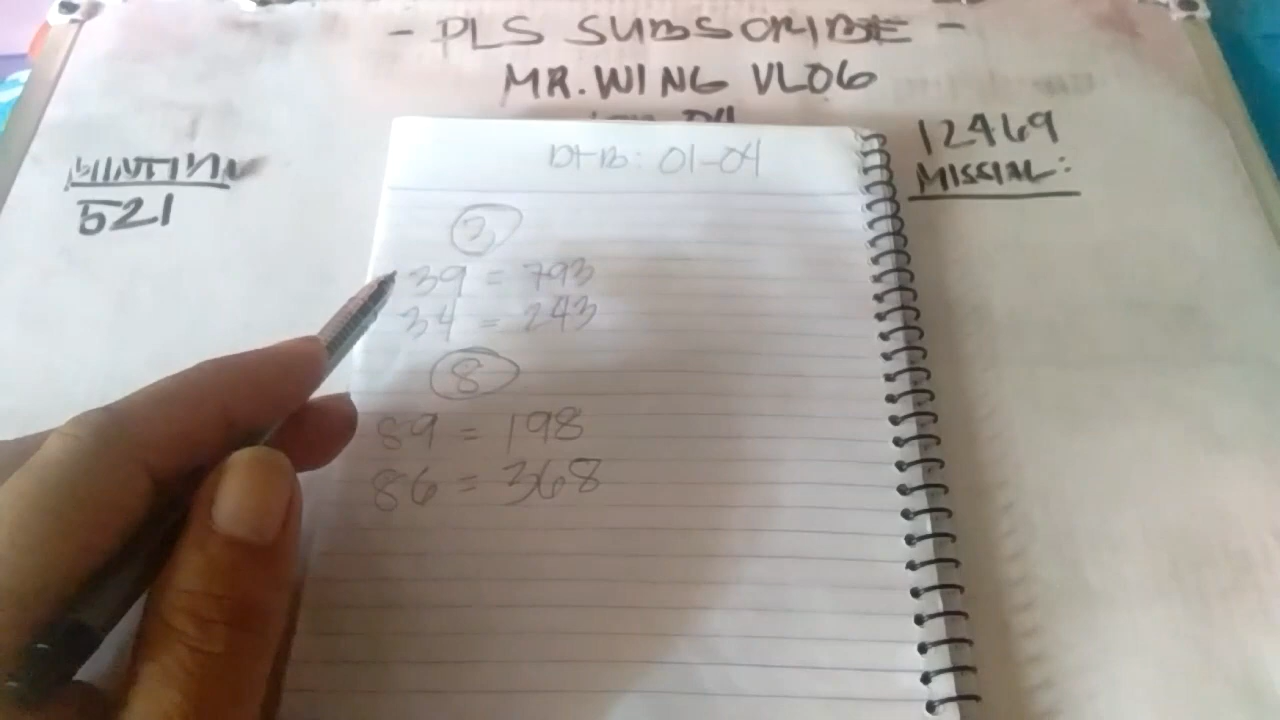 - PLS SUBSCRIBE -
MR. WING VLOG
521
12469
MISSING:
01-04
3
39 = 793
34 = 243
8
89 = 198
86 = 368